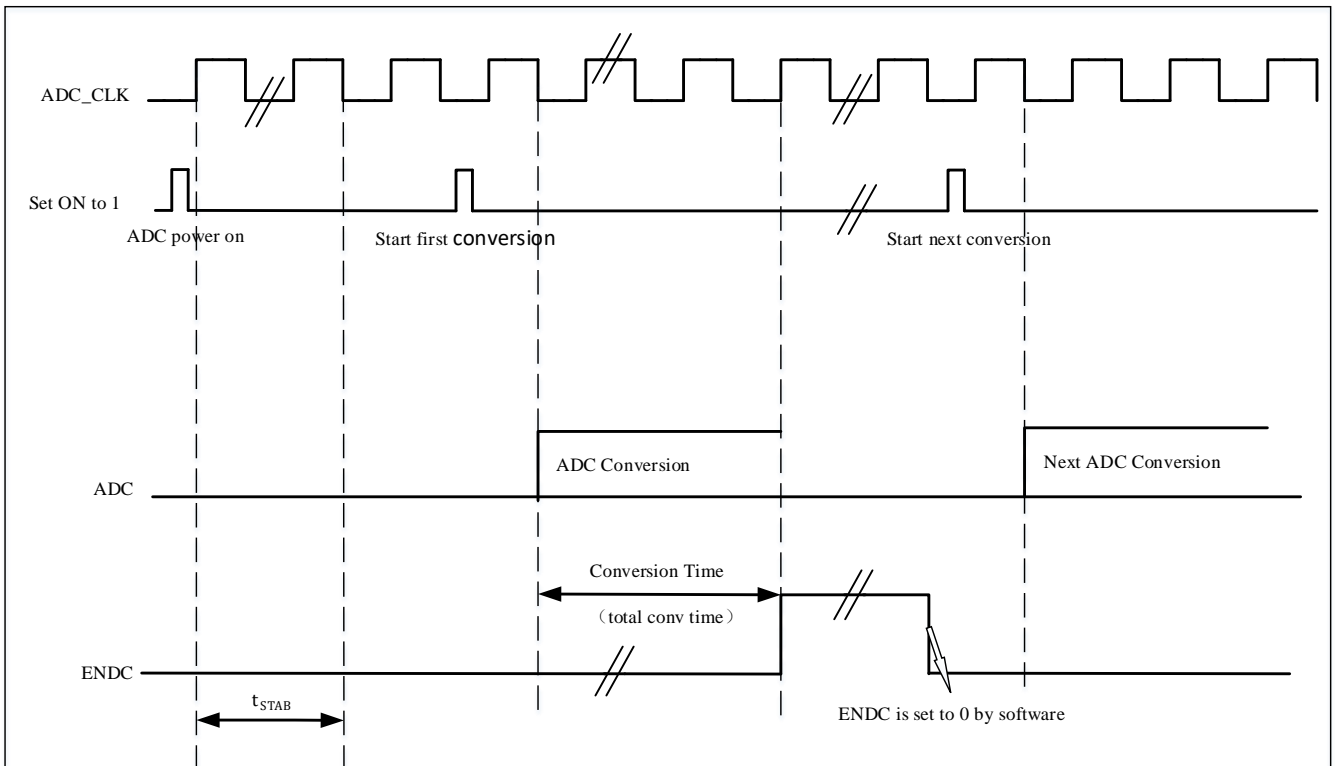 ADC_CLK
Set ON to 1
ADC power on
Start first conversion
Start next conversion
ADC Conversion
Next ADC Conversion
ADC
Conversion Time
（total conv time）
ENDC
tSTAB
ENDC is set to 0 by software